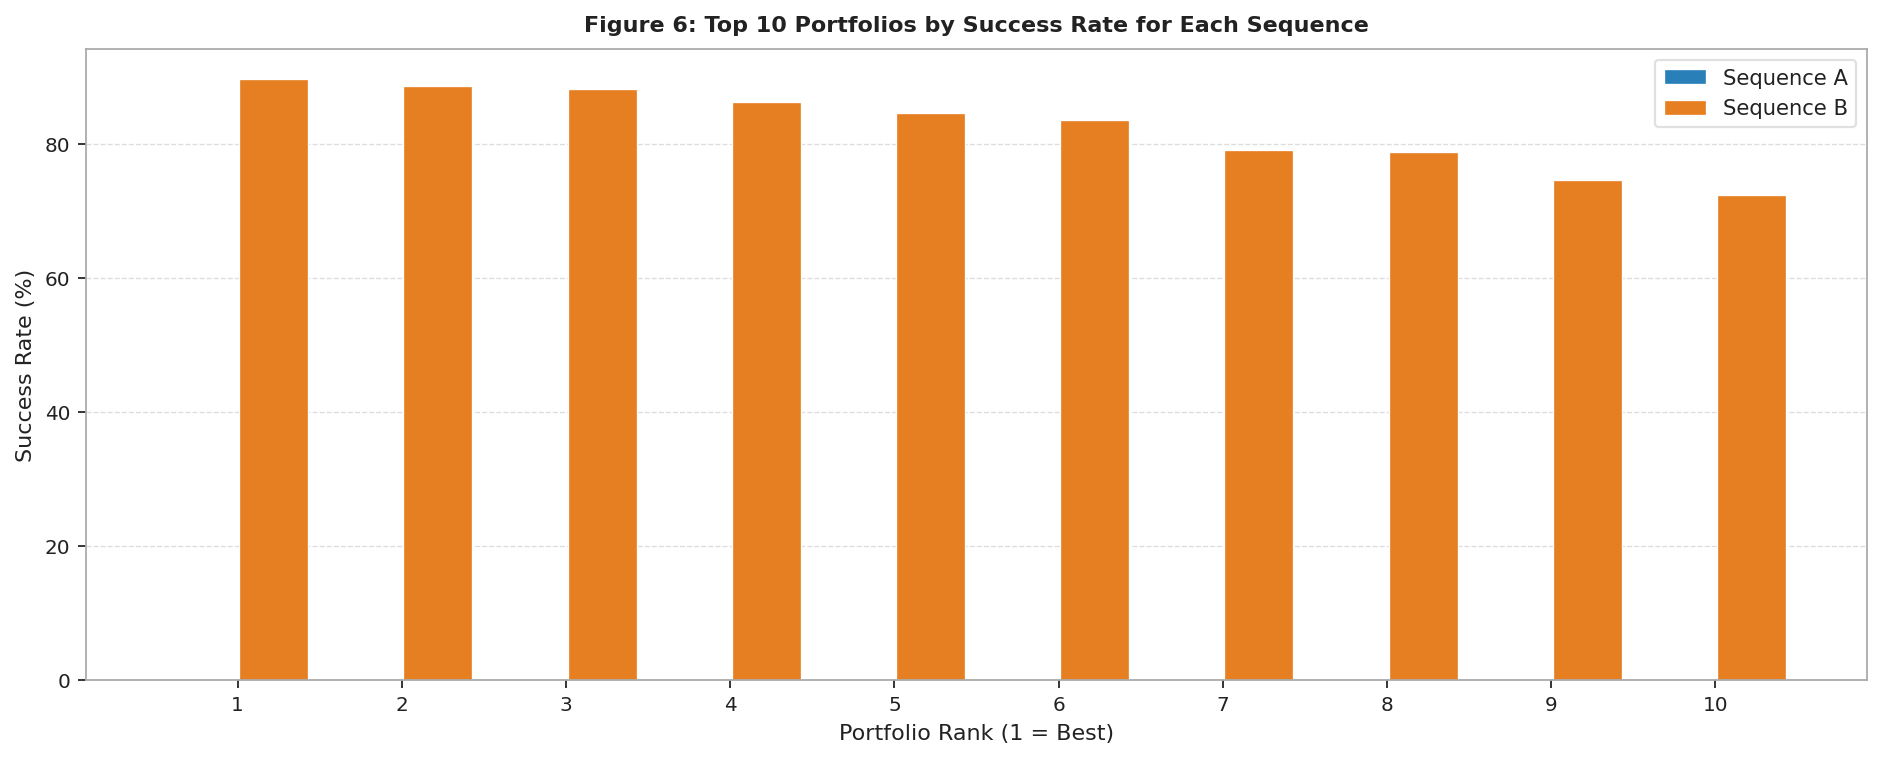 Figure 6: Top 10 Portfolios by Success Rate for Each Sequence
Sequence A
Sequence B
Success Rate (%)
80
60
40
20
0
1 2 3 4 5 6 7 8 9 10
Portfolio Rank (1 = Best)